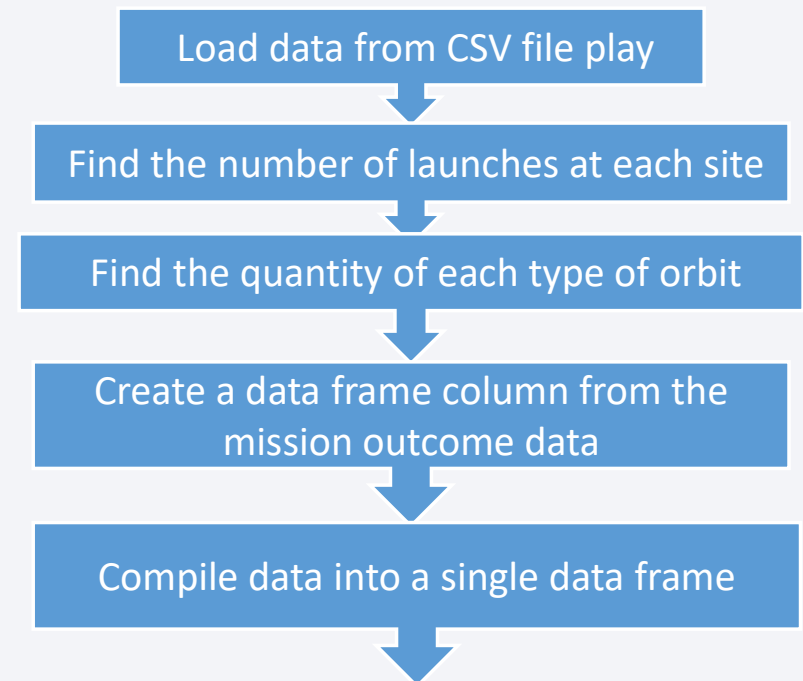 Load data from CSV file play
Find the number of launches at each site
Find the quantity of each type of orbit
Create a data frame column from the
mission outcome data
Compile data into a single data frame